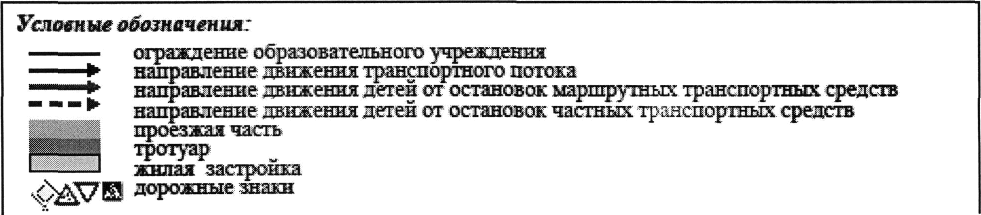 Условные обозначения:
ограждение образовательного учреждения
направление движения транспортного потока
направление движения детей от остановок маршрутных транспортных средств
направление движения детей от остановок частных транспортных средств
проезжая часть
тротуар
жилая застройка
дорожные знаки